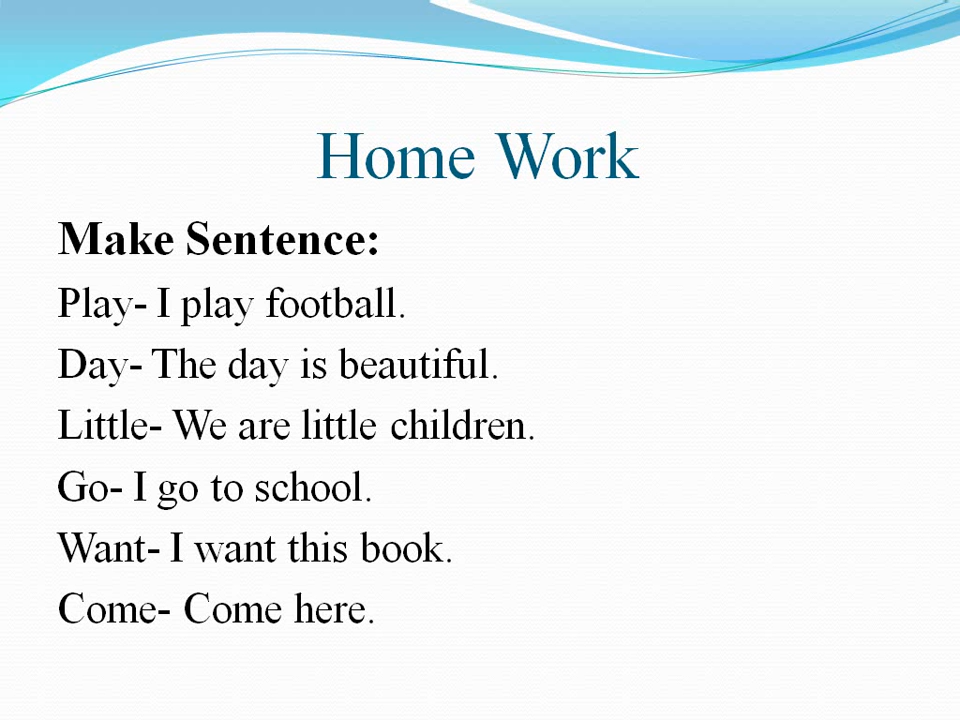 Home Work
Make Sentence:
Play- I play football.
Day- The day is beautiful.
Little- We are little children.
Go- I go to school.
Want- I want this book.
Come- Come here.